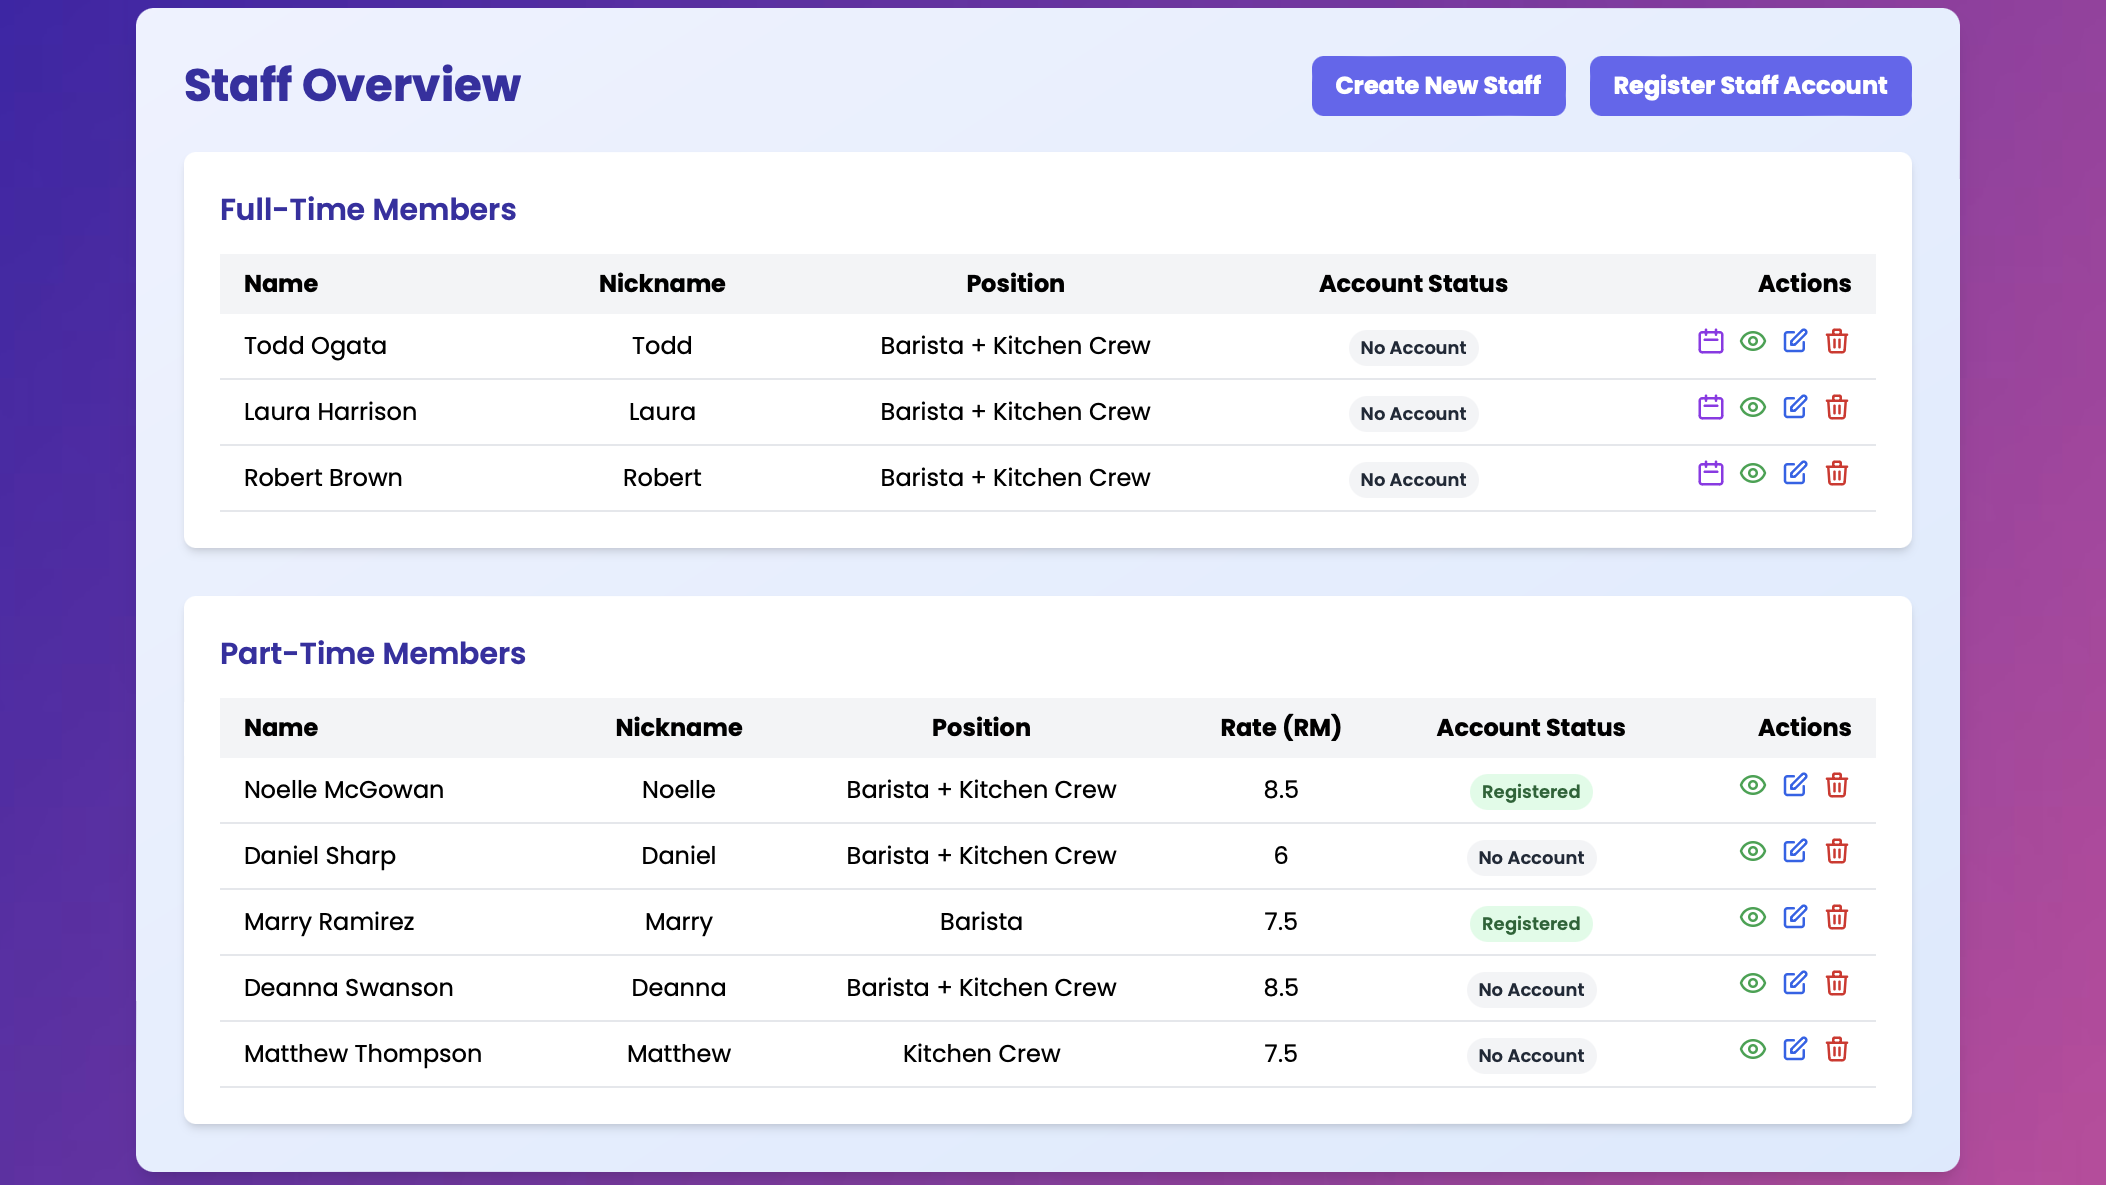 Staff Overview
Create New Staff
Register Staff Account
Full-Time Members
Name Nickname Position Account Status Actions
Todd Ogata Todd Barista + Kitchen Crew No Account
Laura Harrison Laura Barista + Kitchen Crew No Account
Robert Brown Robert Barista + Kitchen Crew No Account
Part-Time Members
Name Nickname Position Rate (RM) Account Status Actions
Noelle McGowan Noelle Barista + Kitchen Crew 8.5 Registered
Daniel Sharp Daniel Barista + Kitchen Crew 6 No Account
Marry Ramirez Marry Barista 7.5 Registered
Deanna Swanson Deanna Barista + Kitchen Crew 8.5 No Account
Matthew Thompson Matthew Kitchen Crew 7.5 No Account